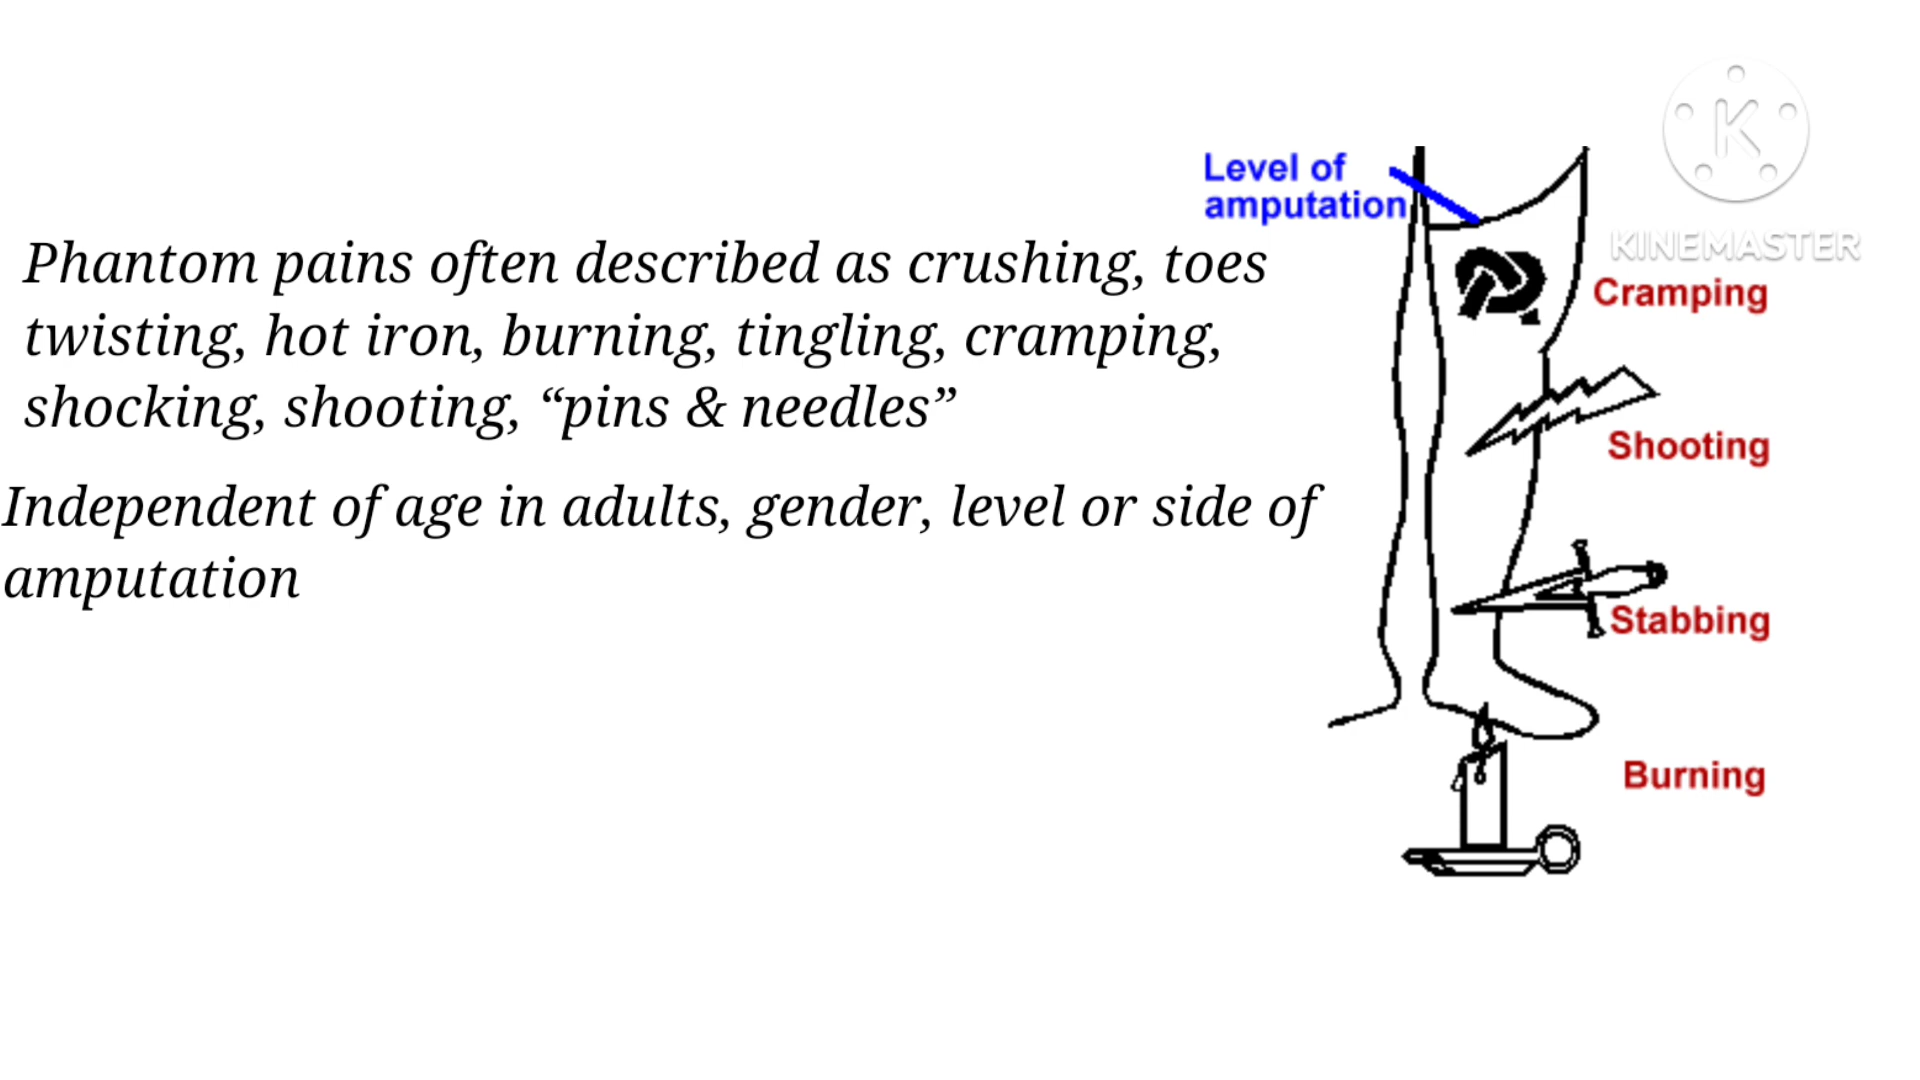 Phantom pains often described as crushing, toes
twisting, hot iron, burning, tingling, cramping,
shocking, shooting, “pins & needles”
Independent of age in adults, gender, level or side of
amputation
Level of
amputation
K
KINEMASTER
Cramping
Shooting
Stabbing
Burning